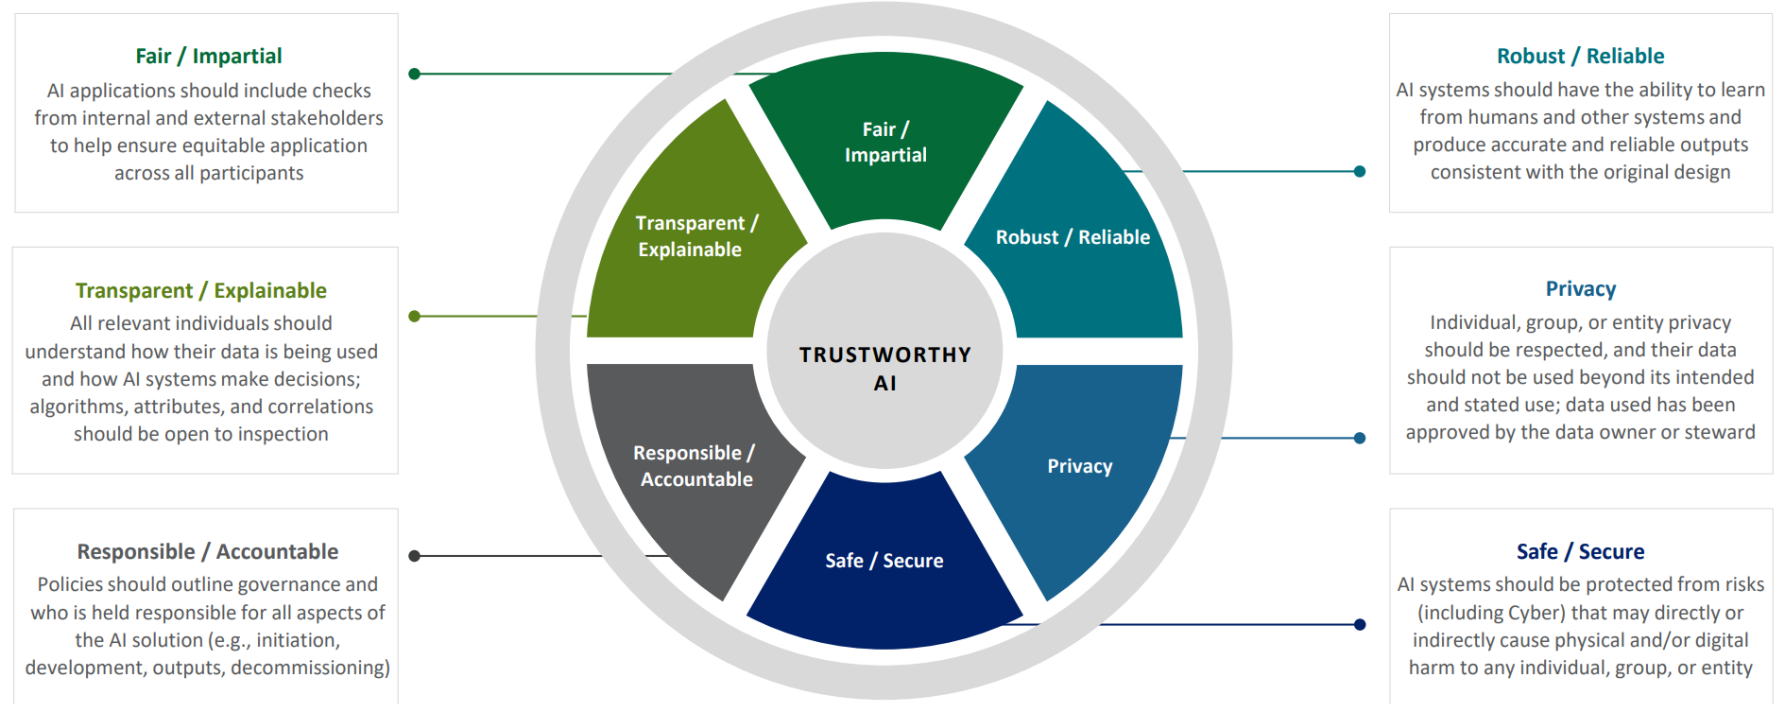 Fair / Impartial
AI applications should include checks
from internal and external stakeholders
to help ensure equitable application
across all participants
Transparent / Explainable
All relevant individuals should
understand how their data is being used
and how AI systems make decisions;
algorithms, attributes, and correlations
should be open to inspection
Responsible / Accountable
Policies should outline governance and
who is held responsible for all aspects of
the AI solution (e.g., initiation,
development, outputs, decommissioning)
Fair /
Impartial
Transparent /
Explainable
Robust / Reliable
TRUSTWORTHY
AI
Responsible /
Accountable
Privacy
Safe / Secure
Robust / Reliable
AI systems should have the ability to learn
from humans and other systems and
produce accurate and reliable outputs
consistent with the original design
Privacy
Individual, group, or entity privacy
should be respected, and their data
should not be used beyond its intended
and stated use; data used has been
approved by the data owner or steward
Safe / Secure
AI systems should be protected from risks
(including Cyber) that may directly or
indirectly cause physical and/or digital
harm to any individual, group, or entity